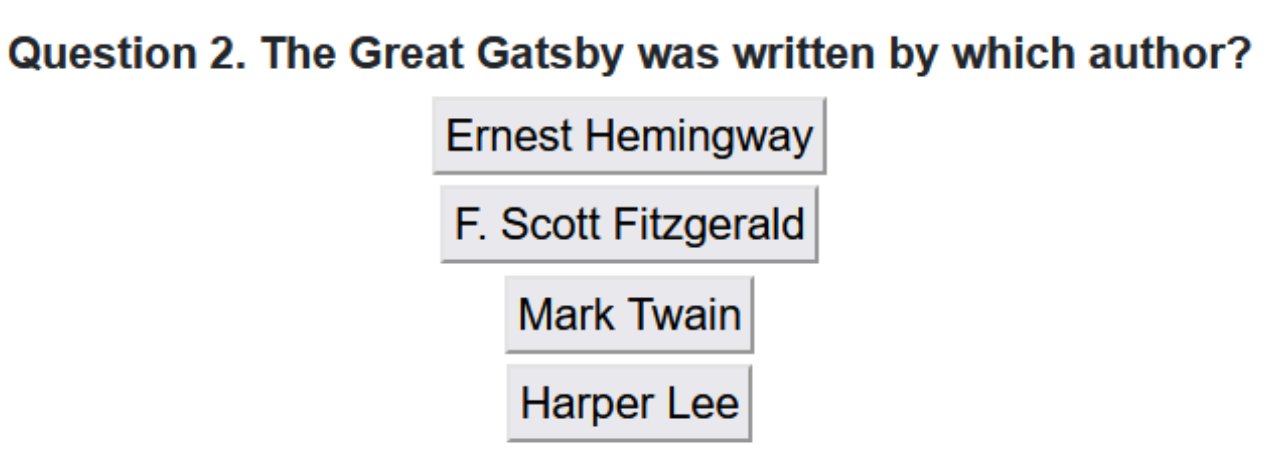 Question 2. The Great Gatsby was written by which author?
Ernest Hemingway
F. Scott Fitzgerald
Mark Twain
Harper Lee